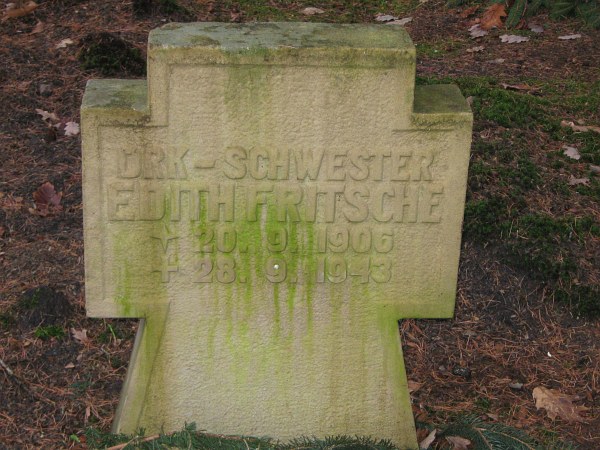 DRK-SCHWESTER
EDITH FRITSCHE
* 20.9.1906
† 28.9.1943